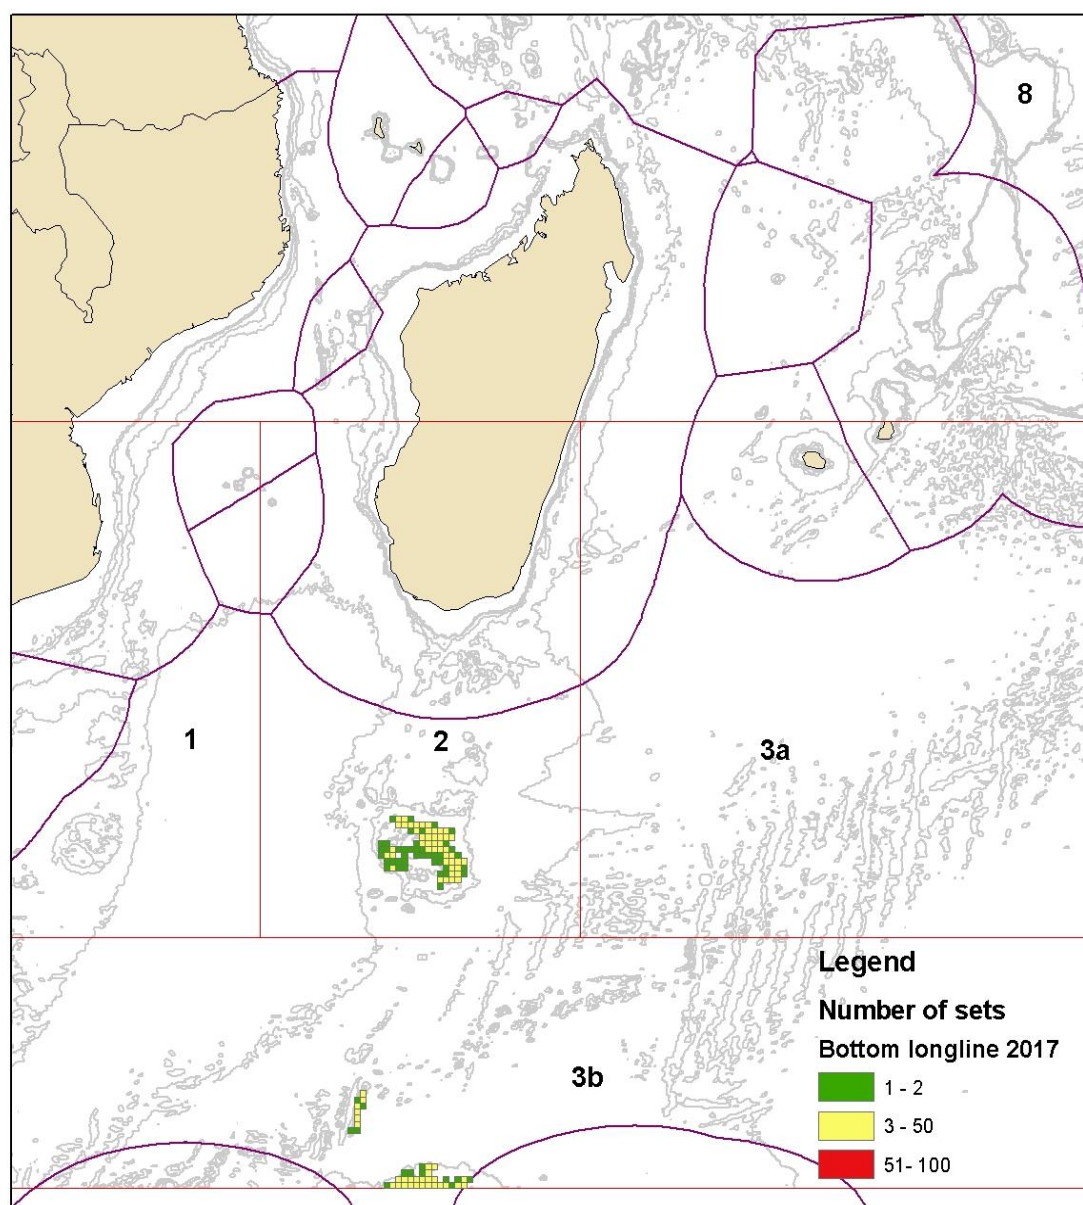 8
1
2
3a
Legend
Number of sets
Bottom longline 2017
1 - 2
3 - 50
51- 100
3b